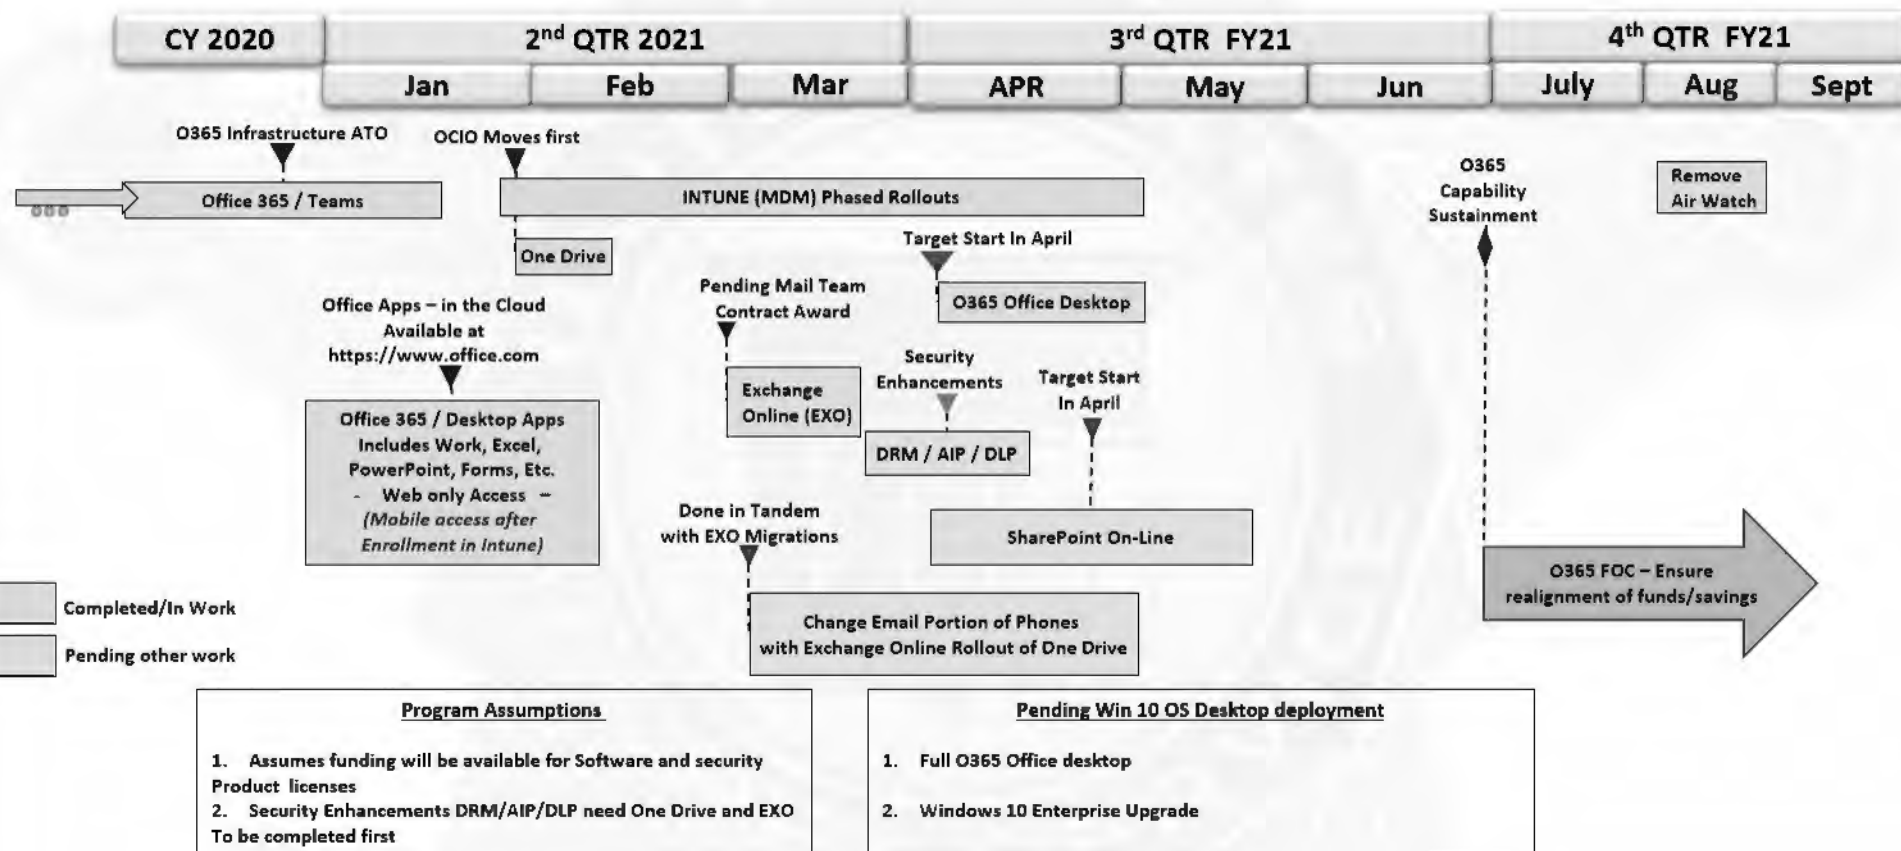 CY 2020
2nd QTR 2021
3rd QTR FY21
4th QTR FY21
Jan
Feb
Mar
APR
May
Jun
July
Aug
Sept
O365 Infrastructure ATO
Office 365 / Teams
OCIO Moves first
INTUNE (MDM) Phased Rollouts
One Drive
O365
Capability
Sustainment
Remove
Air Watch
Target Start In April
O365 Office Desktop
Office Apps – in the Cloud
Available at
https://www.office.com
Office 365 / Desktop Apps
Includes Work, Excel,
PowerPoint, Forms, Etc.
- Web only Access –
(Mobile access after
Enrollment in Intune)
Pending Mail Team
Contract Award
Exchange
Online (EXO)
Security
Enhancements
DRM / AIP / DLP
Target Start
In April
SharePoint On-Line
Done in Tandem
with EXO Migrations
Change Email Portion of Phones
with Exchange Online Rollout of One Drive
O365 FOC – Ensure
realignment of funds/savings
Completed/In Work
Pending other work
Program Assumptions
1. Assumes funding will be available for Software and security
Product licenses
2. Security Enhancements DRM/AIP/DLP need One Drive and EXO
To be completed first
Pending Win 10 OS Desktop deployment
1. Full O365 Office desktop
2. Windows 10 Enterprise Upgrade